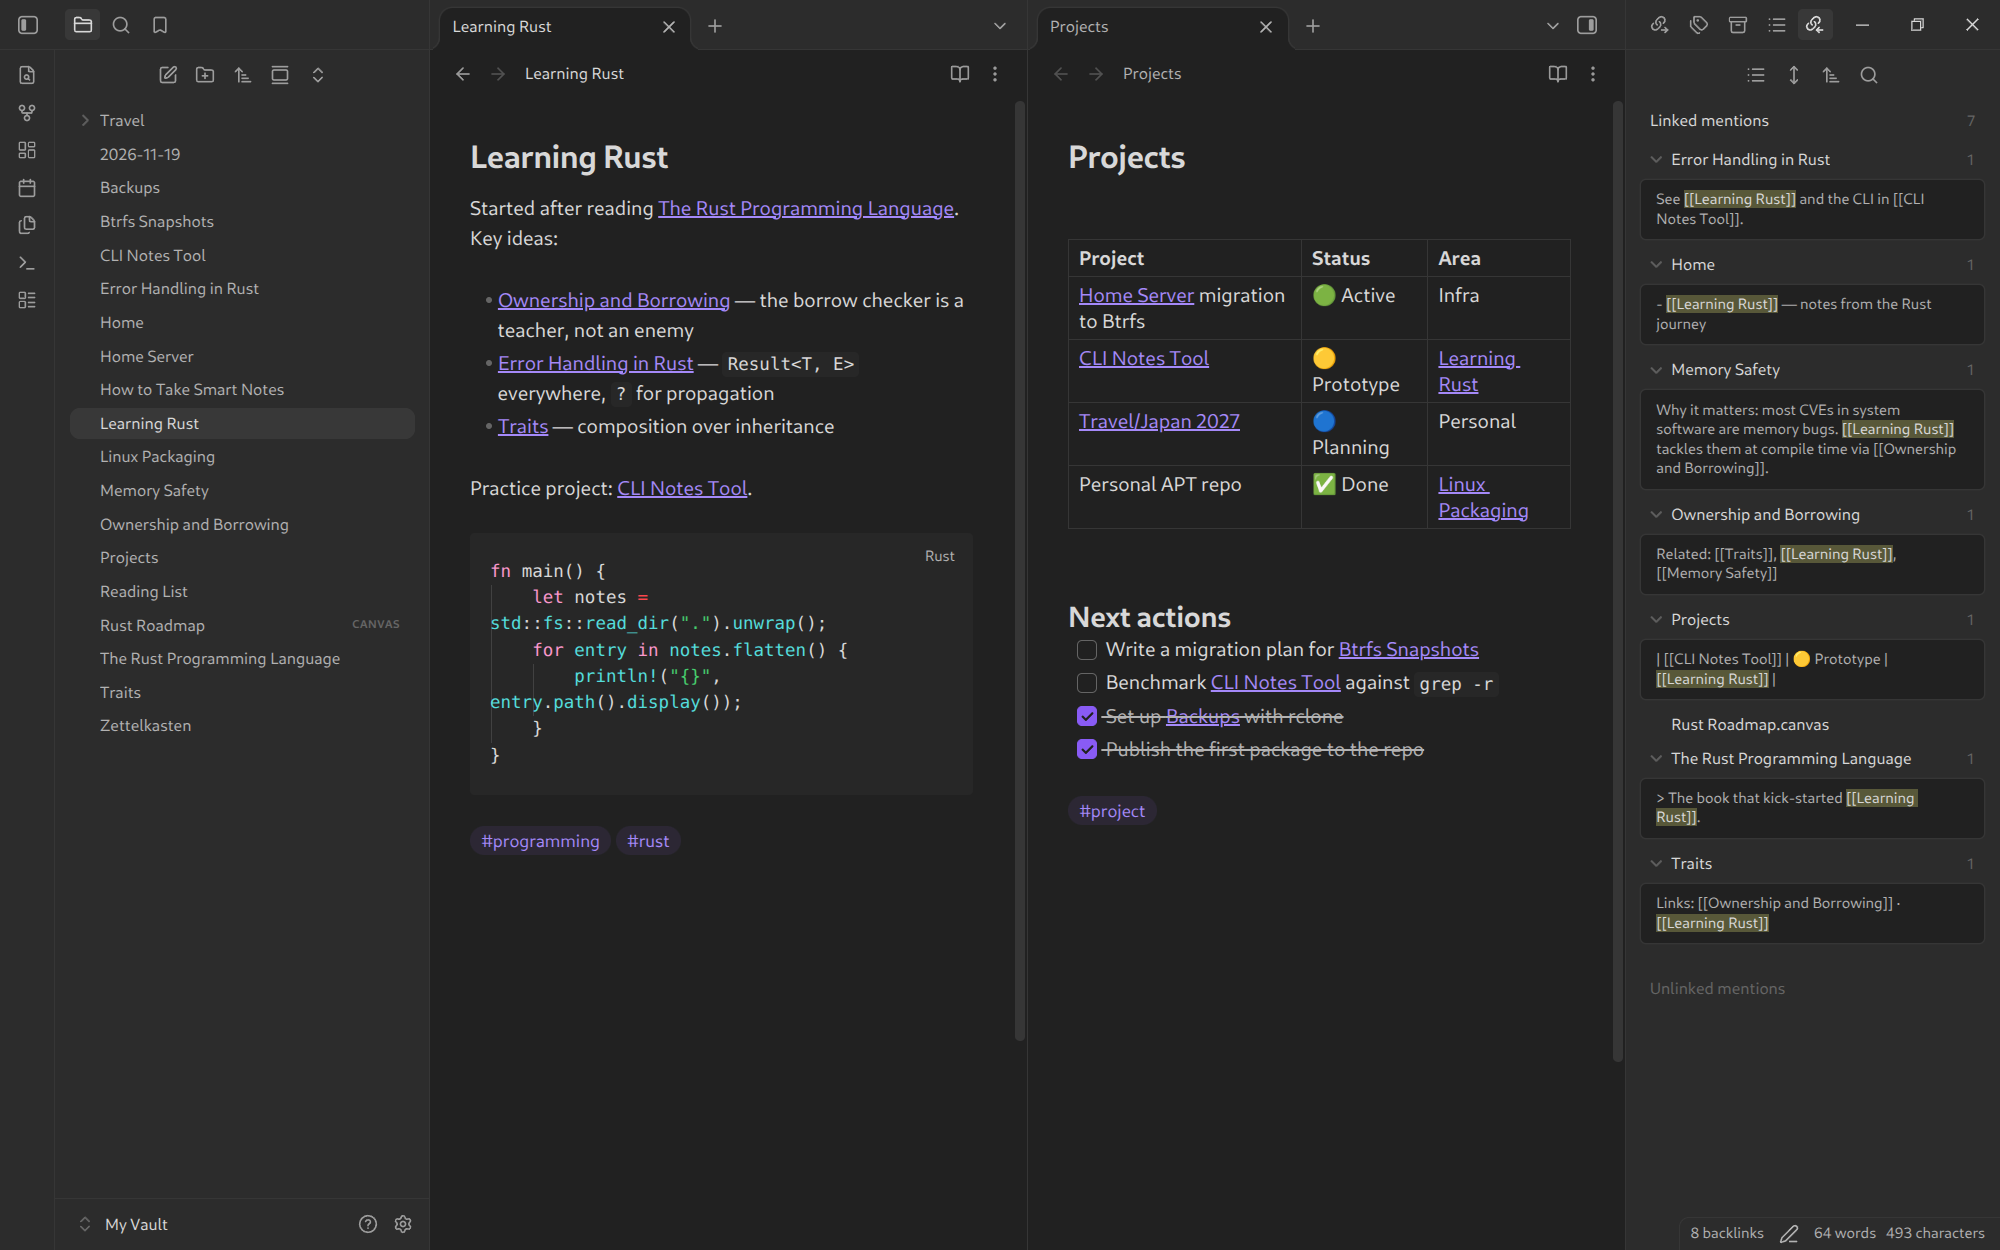 Travel
2026-11-19
Backups
Btrfs Snapshots
CLI Notes Tool
Error Handling in Rust
Home
Home Server
How to Take Smart Notes
Learning Rust
Linux Packaging
Memory Safety
Ownership and Borrowing
Projects
Reading List
Rust Roadmap CANVAS
The Rust Programming Language
Traits
Zettelkasten
My Vault
Learning Rust
Learning Rust
Learning Rust
Started after reading The Rust Programming Language.
Key ideas:
• Ownership and Borrowing — the borrow checker is a
teacher, not an enemy
• Error Handling in Rust — Result<T, E>
everywhere, ? for propagation
• Traits — composition over inheritance
Practice project: CLI Notes Tool.
Rust
fn main() {
    let notes =
std::fs::read_dir(".").unwrap();
    for entry in notes.flatten() {
        println!("{}",
entry.path().display());
    }
}
#programming #rust
Projects
Projects
Projects
Project Status Area
Home Server migration 🟢 Active Infra
to Btrfs
CLI Notes Tool 🟡 Learning
Prototype Rust
Travel/Japan 2027 🔵 Personal
Planning
Personal APT repo ✅ Done Linux
Packaging
Next actions
Write a migration plan for Btrfs Snapshots
Benchmark CLI Notes Tool against grep -r
Set up Backups with rclone
Publish the first package to the repo
#project
Linked mentions 7
Error Handling in Rust 1
See [[Learning Rust]] and the CLI in [[CLI
Notes Tool]].
Home 1
- [[Learning Rust]] — notes from the Rust
journey
Memory Safety 1
Why it matters: most CVEs in system
software are memory bugs. [[Learning Rust]]
tackles them at compile time via [[Ownership
and Borrowing]].
Ownership and Borrowing 1
Related: [[Traits]], [[Learning Rust]],
[[Memory Safety]]
Projects 1
| [[CLI Notes Tool]] | 🟡 Prototype |
[[Learning Rust]] |
Rust Roadmap.canvas
The Rust Programming Language 1
> The book that kick-started [[Learning
Rust]].
Traits 1
Links: [[Ownership and Borrowing]] ·
[[Learning Rust]]
Unlinked mentions
8 backlinks 64 words 493 characters